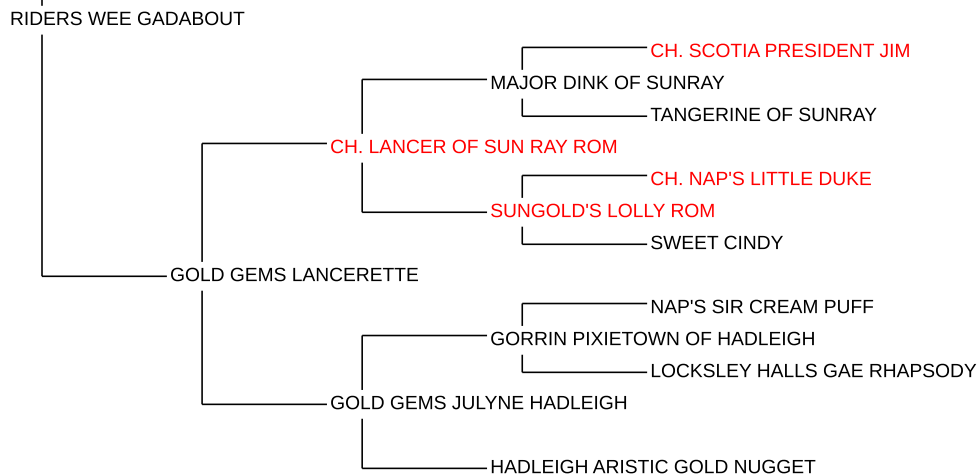 RIDERS WEE GADABOUT
CH. SCOTIA PRESIDENT JIM
MAJOR DINK OF SUNRAY
TANGERINE OF SUNRAY
CH. LANCER OF SUN RAY ROM
CH. NAP'S LITTLE DUKE
SUNGOLD'S LOLLY ROM
SWEET CINDY
GOLD GEMS LANCERETTE
NAP'S SIR CREAM PUFF
GORRIN PIXIETOWN OF HADLEIGH
LOCKSLEY HALLS GAE RHAPSODY
GOLD GEMS JULYNE HADLEIGH
HADLEIGH ARISTIC GOLD NUGGET